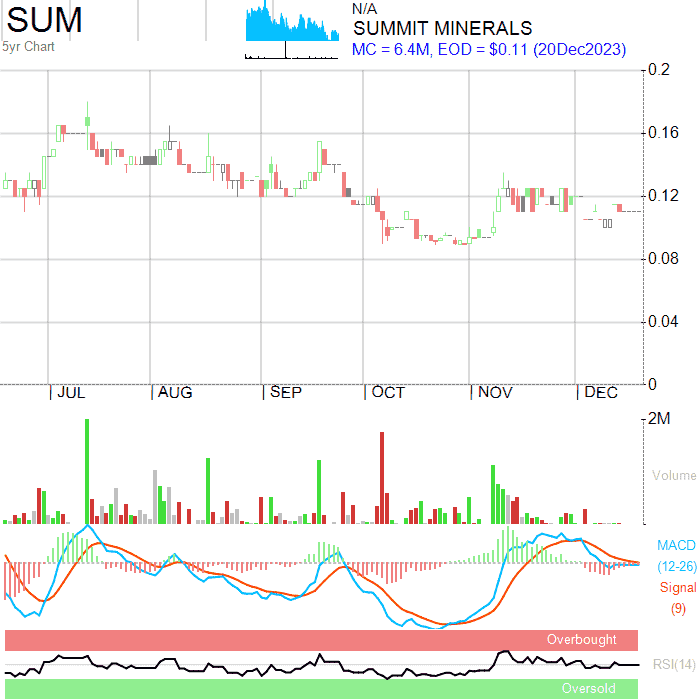 SUM
N/A
5yr Chart
SUMMIT MINERALS
MC = 6.4M, EOD = $0.11 (20Dec2023)
0.2
0.16
0.12
0.08
0.04
0
JUL AUG SEP OCT NOV DEC
2M
Volume
MACD
(12-26)
Signal
(9)
Overbought
RSI(14)
Oversold